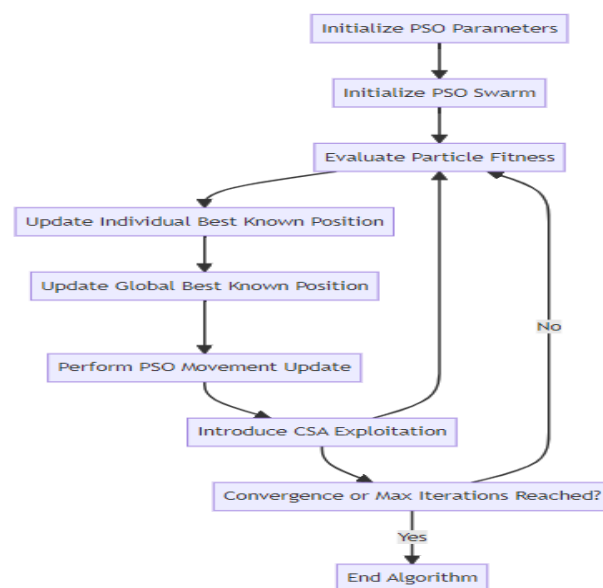 Initialize PSO Parameters
Initialize PSO Swarm
Evaluate Particle Fitness
Update Individual Best Known Position
Update Global Best Known Position
No
Perform PSO Movement Update
Introduce CSA Exploitation
Convergence or Max Iterations Reached?
Yes
End Algorithm